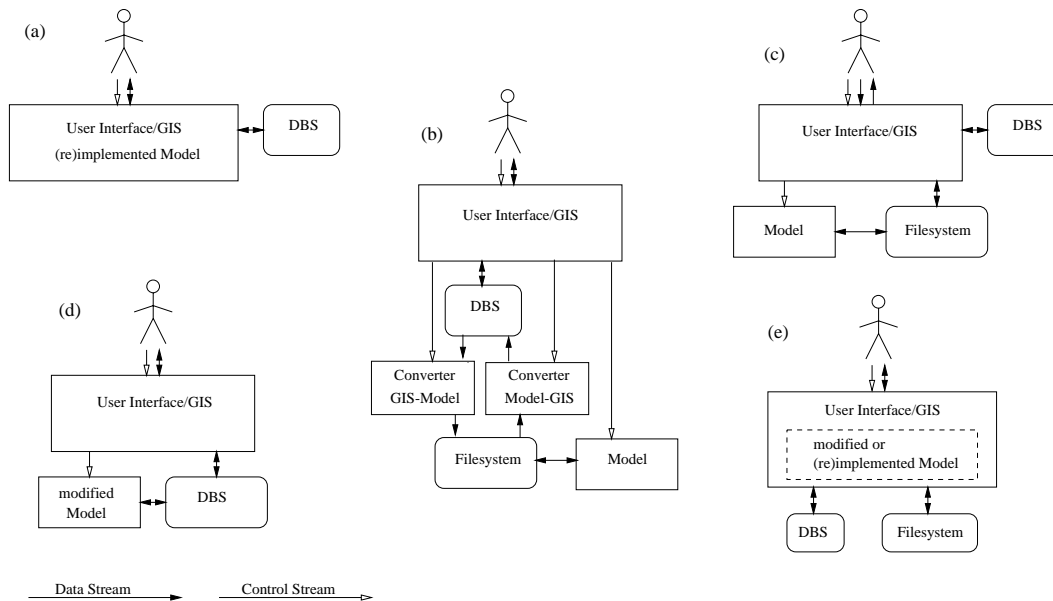 (a)
User Interface/GIS
(re)implemented Model
DBS
(b)
User Interface/GIS
DBS
Converter
GIS-Model
Converter
Model-GIS
Filesystem
Model
(c)
User Interface/GIS
DBS
Model
Filesystem
(d)
User Interface/GIS
modified
Model
DBS
(e)
User Interface/GIS
modified or
(re)implemented Model
DBS
Filesystem
Data Stream
Control Stream